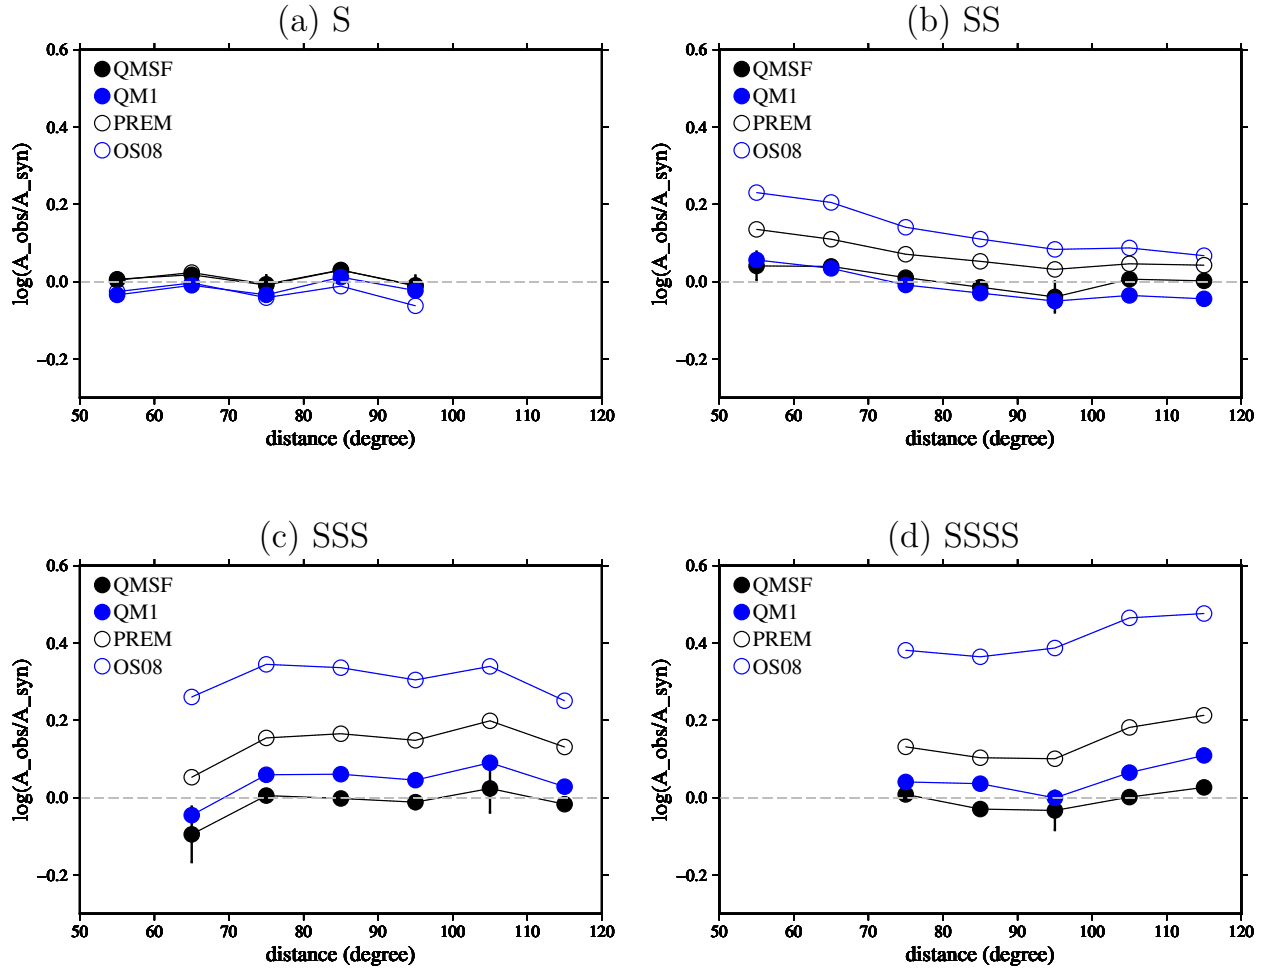 (a) S
0.6
0.4
0.2
0.0
−0.2
log(A_obs/A_syn)
QMSF
QM1
PREM
OS08
50 60 70 80 90 100 110 120
distance (degree)
(b) SS
0.6
0.4
0.2
0.0
−0.2
log(A_obs/A_syn)
QMSF
QM1
PREM
OS08
50 60 70 80 90 100 110 120
distance (degree)
(c) SSS
0.6
0.4
0.2
0.0
−0.2
log(A_obs/A_syn)
QMSF
QM1
PREM
OS08
50 60 70 80 90 100 110 120
distance (degree)
(d) SSSS
0.6
0.4
0.2
0.0
−0.2
log(A_obs/A_syn)
QMSF
QM1
PREM
OS08
50 60 70 80 90 100 110 120
distance (degree)